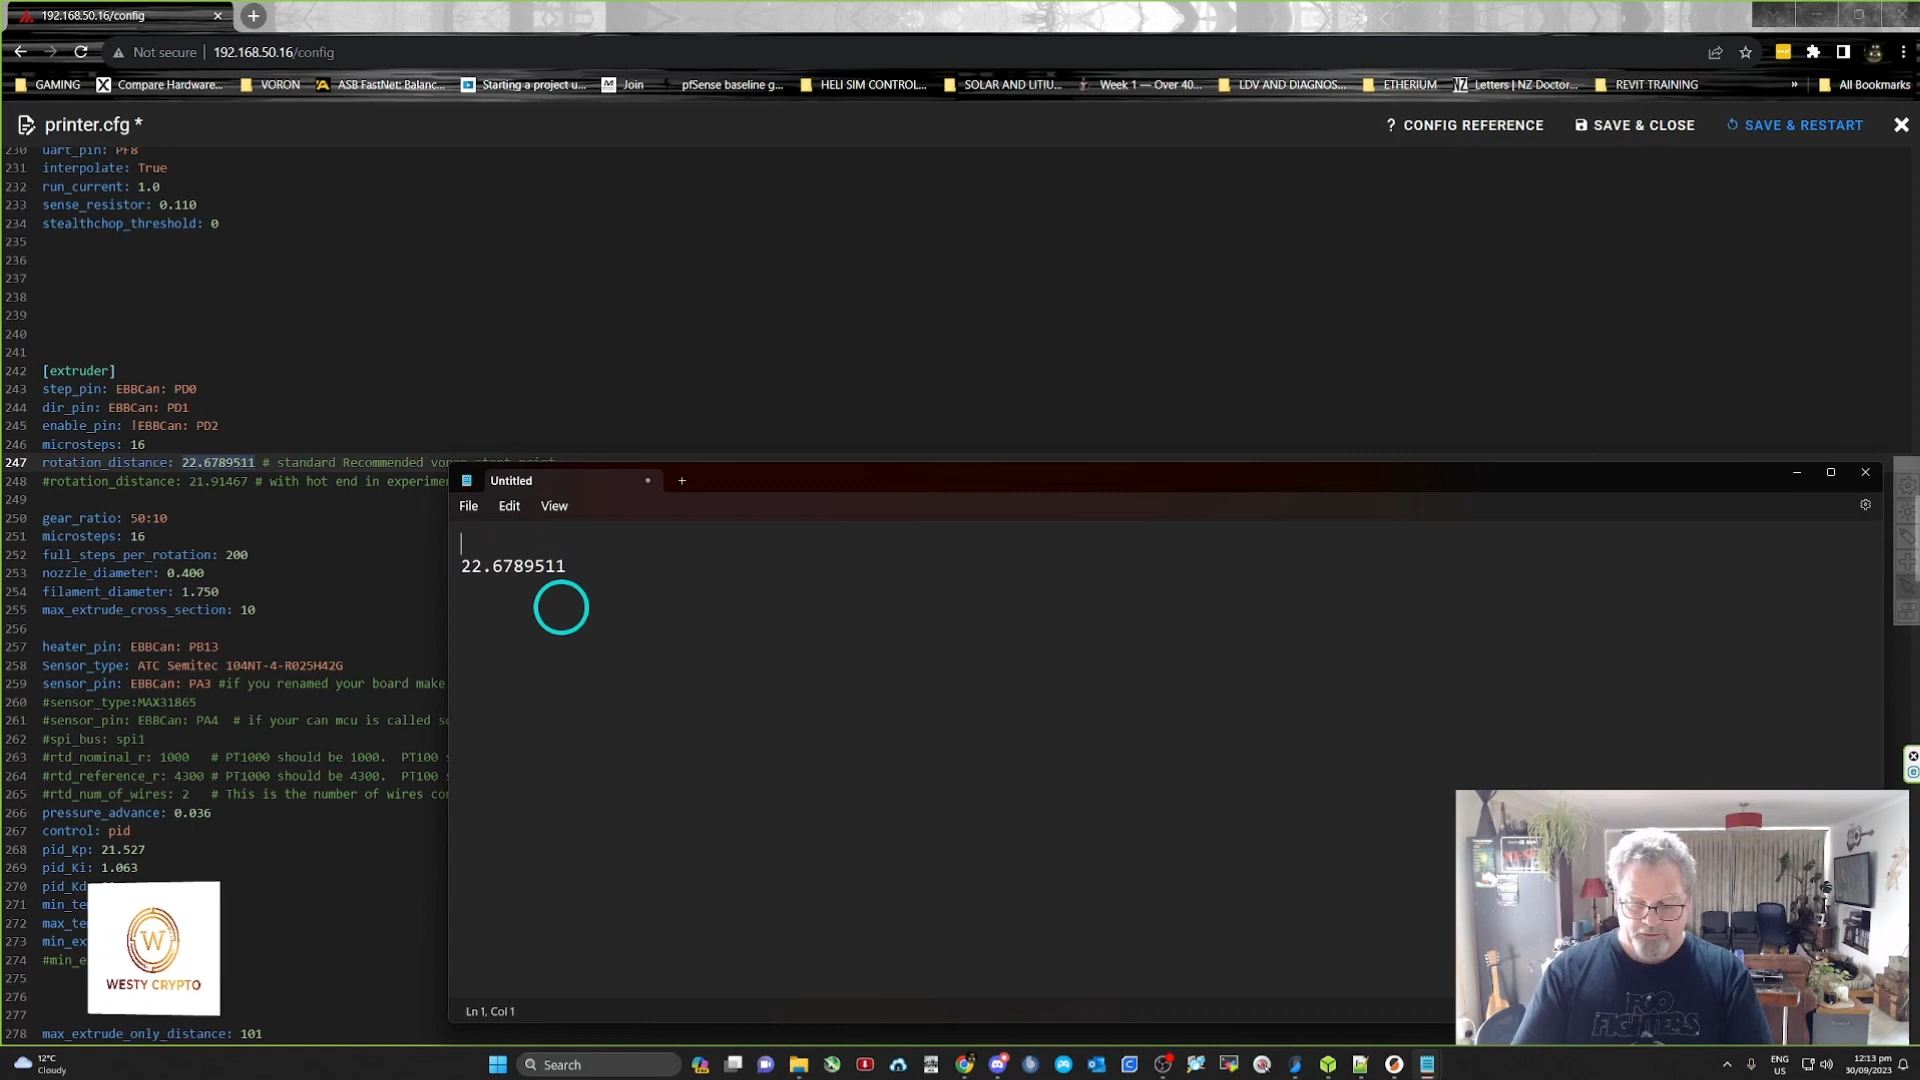 192.168.50.16/config
Not secure
192.168.50.16/config
GAMING
Compare Hardware...
VORON
ASB FastNet: Balanc...
Starting a project u...
Join
pfSense baseline g...
HELI SIM CONTROL...
SOLAR AND LITIU...
Week 1 — Over 40...
LDV AND DIAGNOS...
ETHERIUM
Letters | NZ Doctor...
REVIT TRAINING
»
All Bookmarks
printer.cfg *
? CONFIG REFERENCE
SAVE & CLOSE
SAVE & RESTART
230 uart_pin: PF8
231 interpolate: True
232 run_current: 1.0
233 sense_resistor: 0.110
234 stealthchop_threshold: 0
235
236
237
238
239
240
241
242 [extruder]
243 step_pin: EBBCan: PD0
244 dir_pin: EBBCan: PD1
245 enable_pin: !EBBCan: PD2
246 microsteps: 16
247 rotation_distance: 22.6789511 # standard Recommended voron start point
248 #rotation_distance: 21.91467 # with hot end in experimen
249
250 gear_ratio: 50:10
251 microsteps: 16
252 full_steps_per_rotation: 200
253 nozzle_diameter: 0.400
254 filament_diameter: 1.750
255 max_extrude_cross_section: 10
256
257 heater_pin: EBBCan: PB13
258 Sensor_type: ATC Semitec 104NT-4-R025H42G
259 sensor_pin: EBBCan: PA3 #if you renamed your board make
260 #sensor_type:MAX31865
261 #sensor_pin: EBBCan: PA4 # if your can mcu is called so
262 #spi_bus: spi1
263 #rtd_nominal_r: 1000 # PT1000 should be 1000. PT100 s
264 #rtd_reference_r: 4300 # PT1000 should be 4300. PT100 s
265 #rtd_num_of_wires: 2 # This is the number of wires con
266 pressure_advance: 0.036
267 control: pid
268 pid_Kp: 21.527
269 pid_Ki: 1.063
270 pid_Kd
271 min_te
272 max_te
273 min_ex
274 #min_e
275
276
277
278 max_extrude_only_distance: 101
Untitled
File
Edit
View
22.6789511
Ln 1, Col 1
W
WESTY CRYPTO
FOO
FIGHTERS
12°C
Cloudy
Search
ENG
US
12:13 pm
30/09/2023